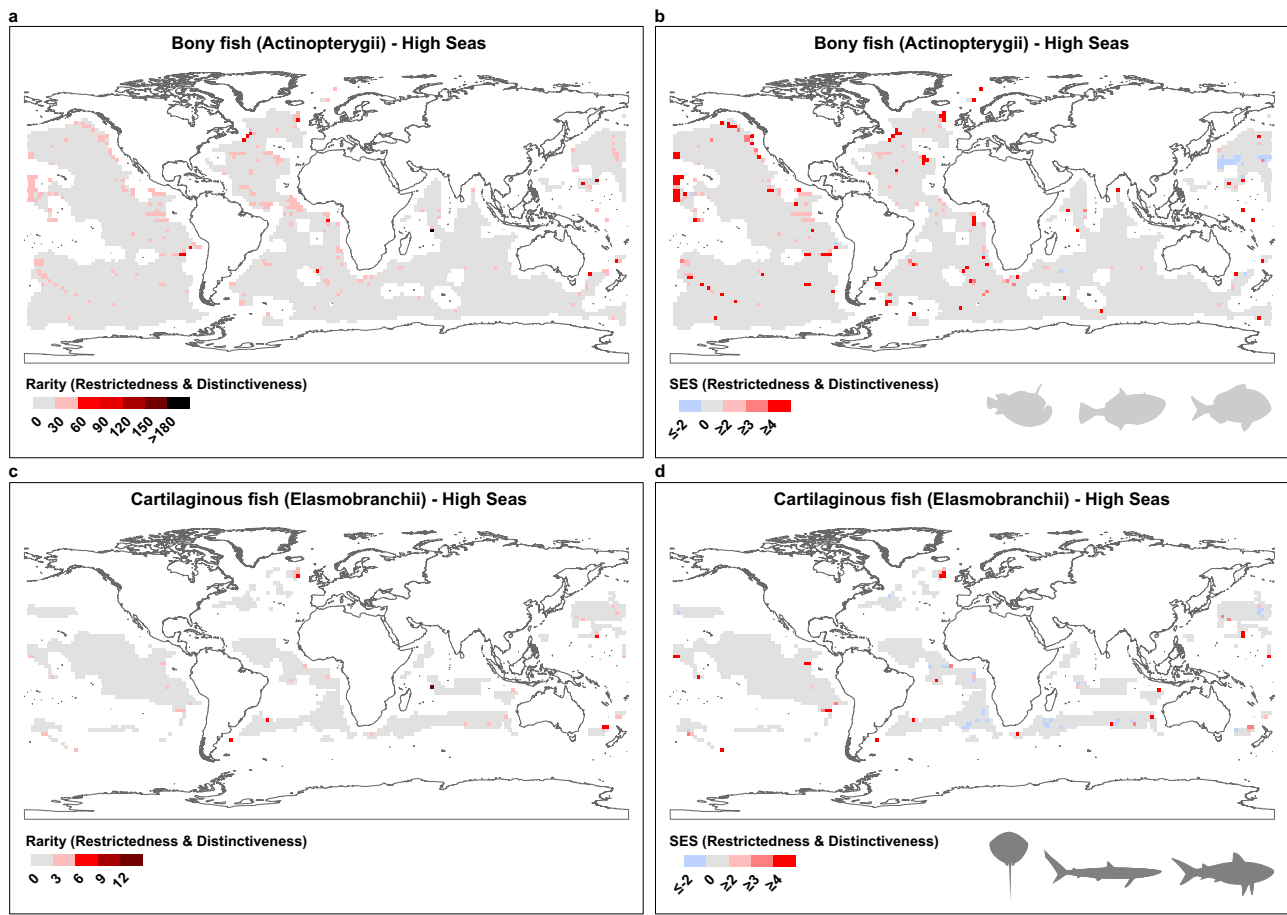 a
Bony fish (Actinopterygii) - High Seas
Rarity (Restrictedness & Distinctiveness)
0 30 60 90 120 150 >180
b
Bony fish (Actinopterygii) - High Seas
SES (Restrictedness & Distinctiveness)
≤-2 0 ≥2 ≥3 ≥4
c
Cartilaginous fish (Elasmobranchii) - High Seas
Rarity (Restrictedness & Distinctiveness)
0 3 6 9 12
d
Cartilaginous fish (Elasmobranchii) - High Seas
SES (Restrictedness & Distinctiveness)
≤-2 0 ≥2 ≥3 ≥4